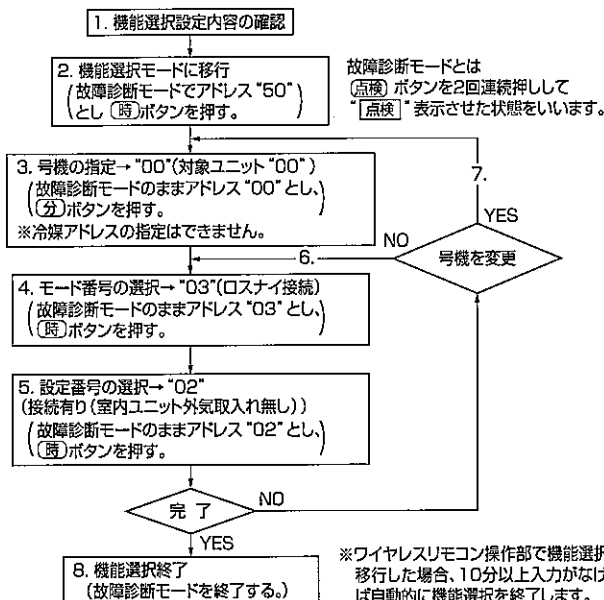 1. 機能選択設定内容の確認
2. 機能選択モードに移行
(故障診断モードでアドレス"50"
とし 時 ボタンを押す。)
故障診断モードとは
点検 ボタンを2回連続押しして
"点検"表示させた状態をいいます。
3. 号機の指定→"00"(対象ユニット"00")
(故障診断モードのままアドレス"00"とし、
分 ボタンを押す。)
※冷媒アドレスの指定はできません。
7.
YES
NO
6.
号機を変更
4. モード番号の選択→"03"(ロスナイ接続)
(故障診断モードのままアドレス"03"とし、
時 ボタンを押す。)
5. 設定番号の選択→"02"
(接続有り(室内ユニット外気取入れ無し))
(故障診断モードのままアドレス"02"とし、
時 ボタンを押す。)
完了
NO
YES
8. 機能選択終了
(故障診断モードを終了する。)
※ワイヤレスリモコン操作部で機能選択
移行した場合、10分以上入力がなけ
ば自動的に機能選択を終了します。